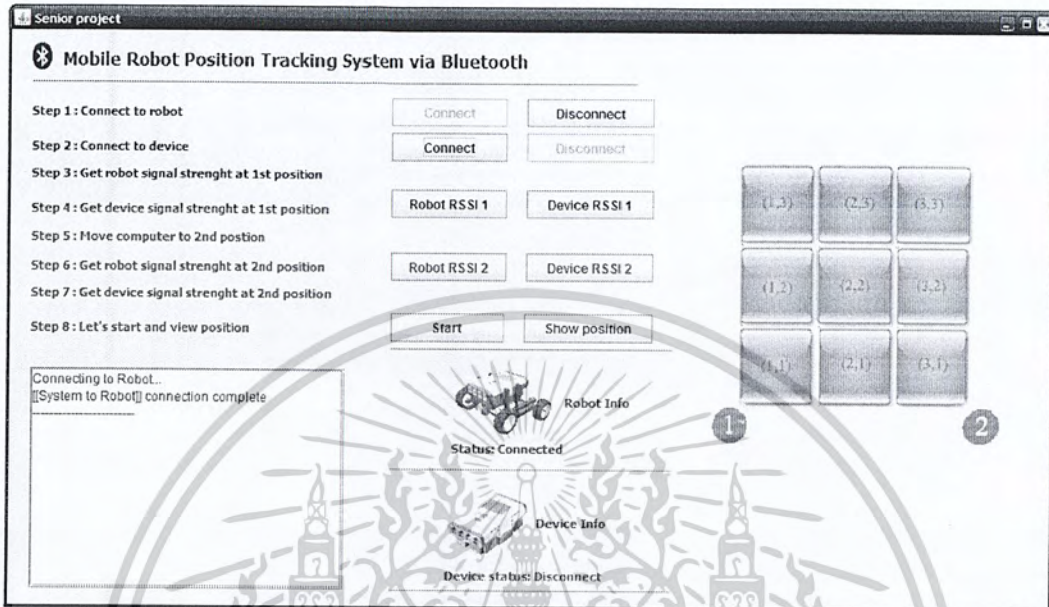 Senior project
Mobile Robot Position Tracking System via Bluetooth
Step 1 : Connect to robot Connect Disconnect
Step 2 : Connect to device Connect Disconnect
Step 3 : Get robot signal strenght at 1st position
Step 4 : Get device signal strenght at 1st position Robot RSSI 1 Device RSSI 1
Step 5 : Move computer to 2nd postion
Step 6 : Get robot signal strenght at 2nd position Robot RSSI 2 Device RSSI 2
Step 7 : Get device signal strenght at 2nd position
Step 8 : Let's start and view position Start Show position
(1,3) (2,3) (3,3)
(1,2) (2,2) (3,2)
(1,1) (2,1) (3,1)
1 2
Connecting to Robot...
[[System to Robot]] connection complete
Robot Info
Status: Connected
Device Info
Device status: Disconnect